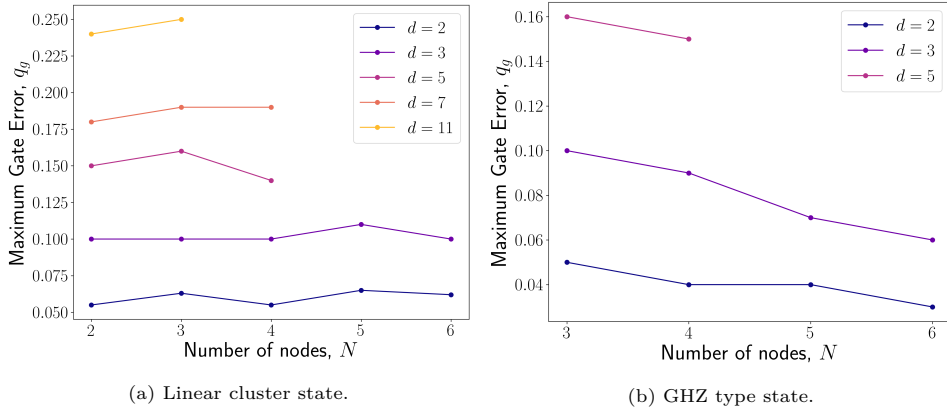 0.250
0.225
0.200
0.175
0.150
0.125
0.100
0.075
0.050
Maximum Gate Error, q_g
d = 2
d = 3
d = 5
d = 7
d = 11
2 3 4 5 6
Number of nodes, N
(a) Linear cluster state.
0.16
0.14
0.12
0.10
0.08
0.06
0.04
Maximum Gate Error, q_g
d = 2
d = 3
d = 5
3 4 5 6
Number of nodes, N
(b) GHZ type state.